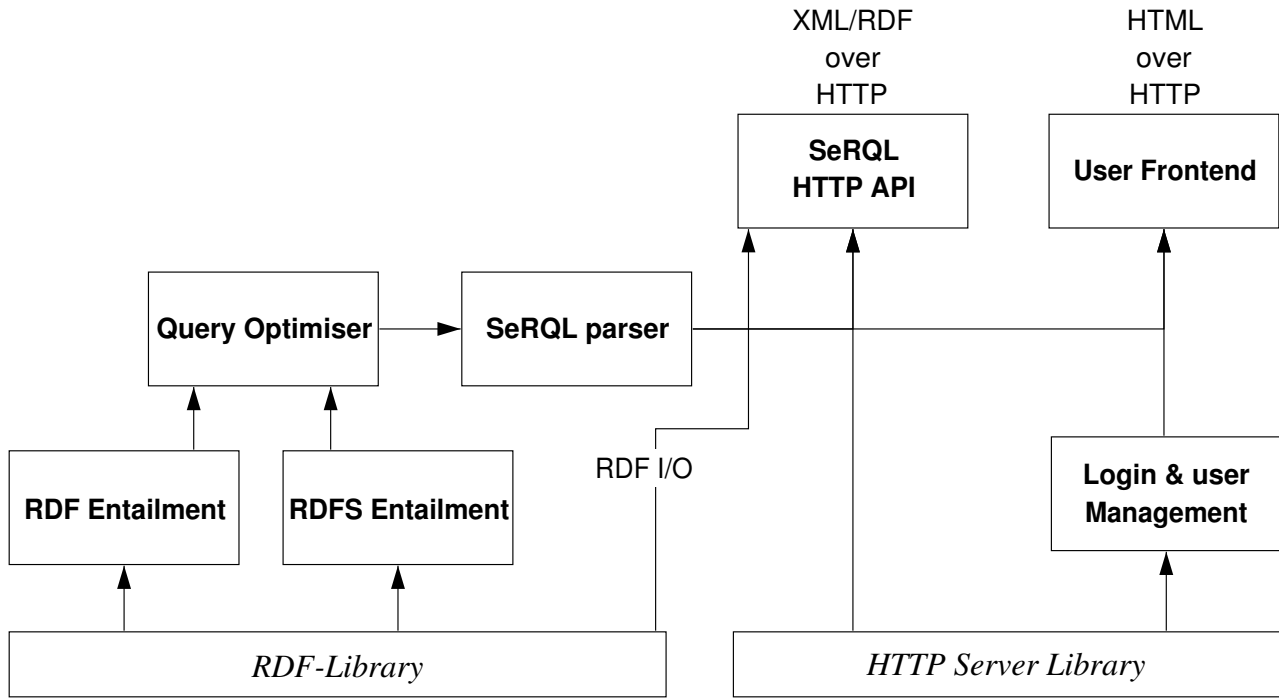 XML/RDF
over
HTTP
HTML
over
HTTP
SeRQL
HTTP API
User Frontend
Query Optimiser
SeRQL parser
RDF Entailment
RDFS Entailment
RDF I/O
Login & user
Management
RDF-Library
HTTP Server Library